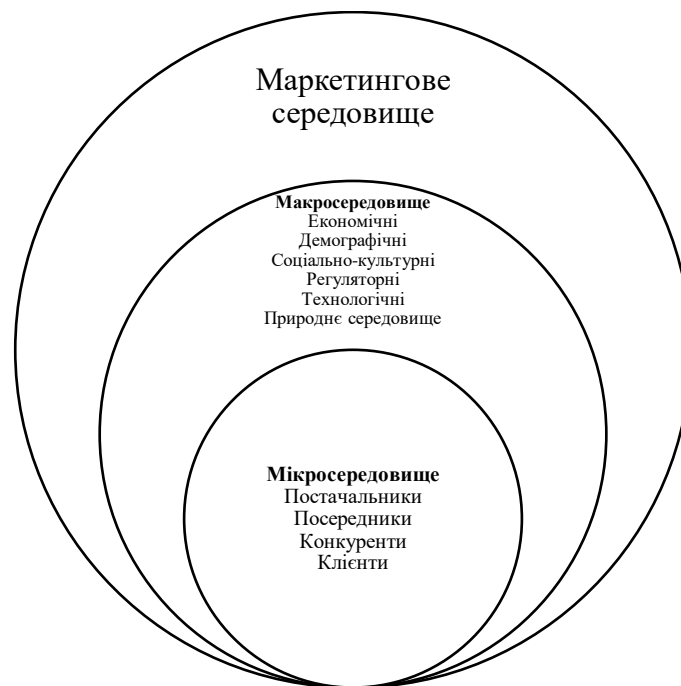 Маркетингове
середовище
Макросередовище
Економічні
Демографічні
Соціально-культурні
Регуляторні
Технологічні
Природнє середовище
Мікросередовище
Постачальники
Посередники
Конкуренти
Клієнти